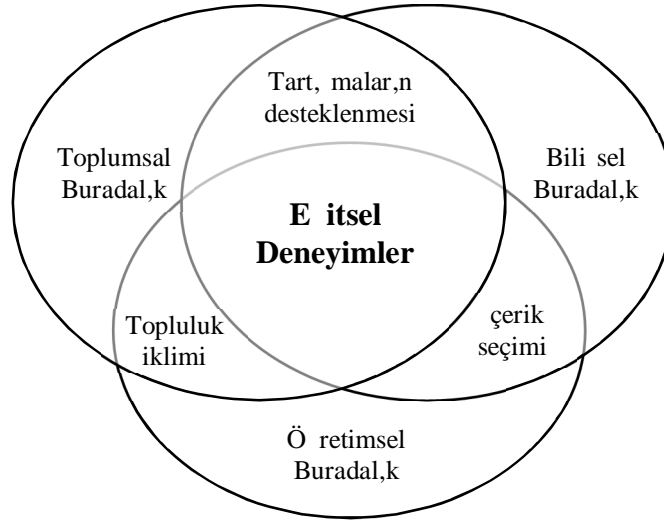 Tart, malar,n
desteklenmesi
Toplumsal
Buradal,k
Bili sel
Buradal,k
E itsel
Deneyimler
Topluluk
iklimi
çerik
seçimi
Ö retimsel
Buradal,k